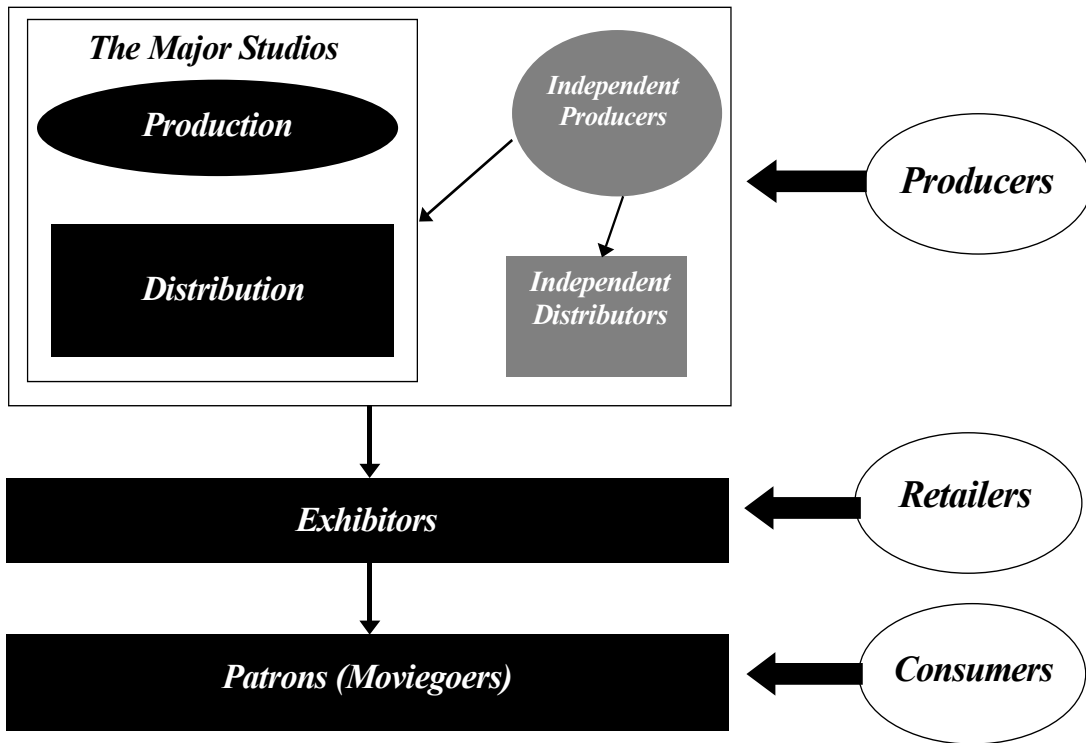 The Major Studios
Production
Distribution
Independent
Producers
Independent
Distributors
Producers
Exhibitors
Retailers
Patrons (Moviegoers)
Consumers